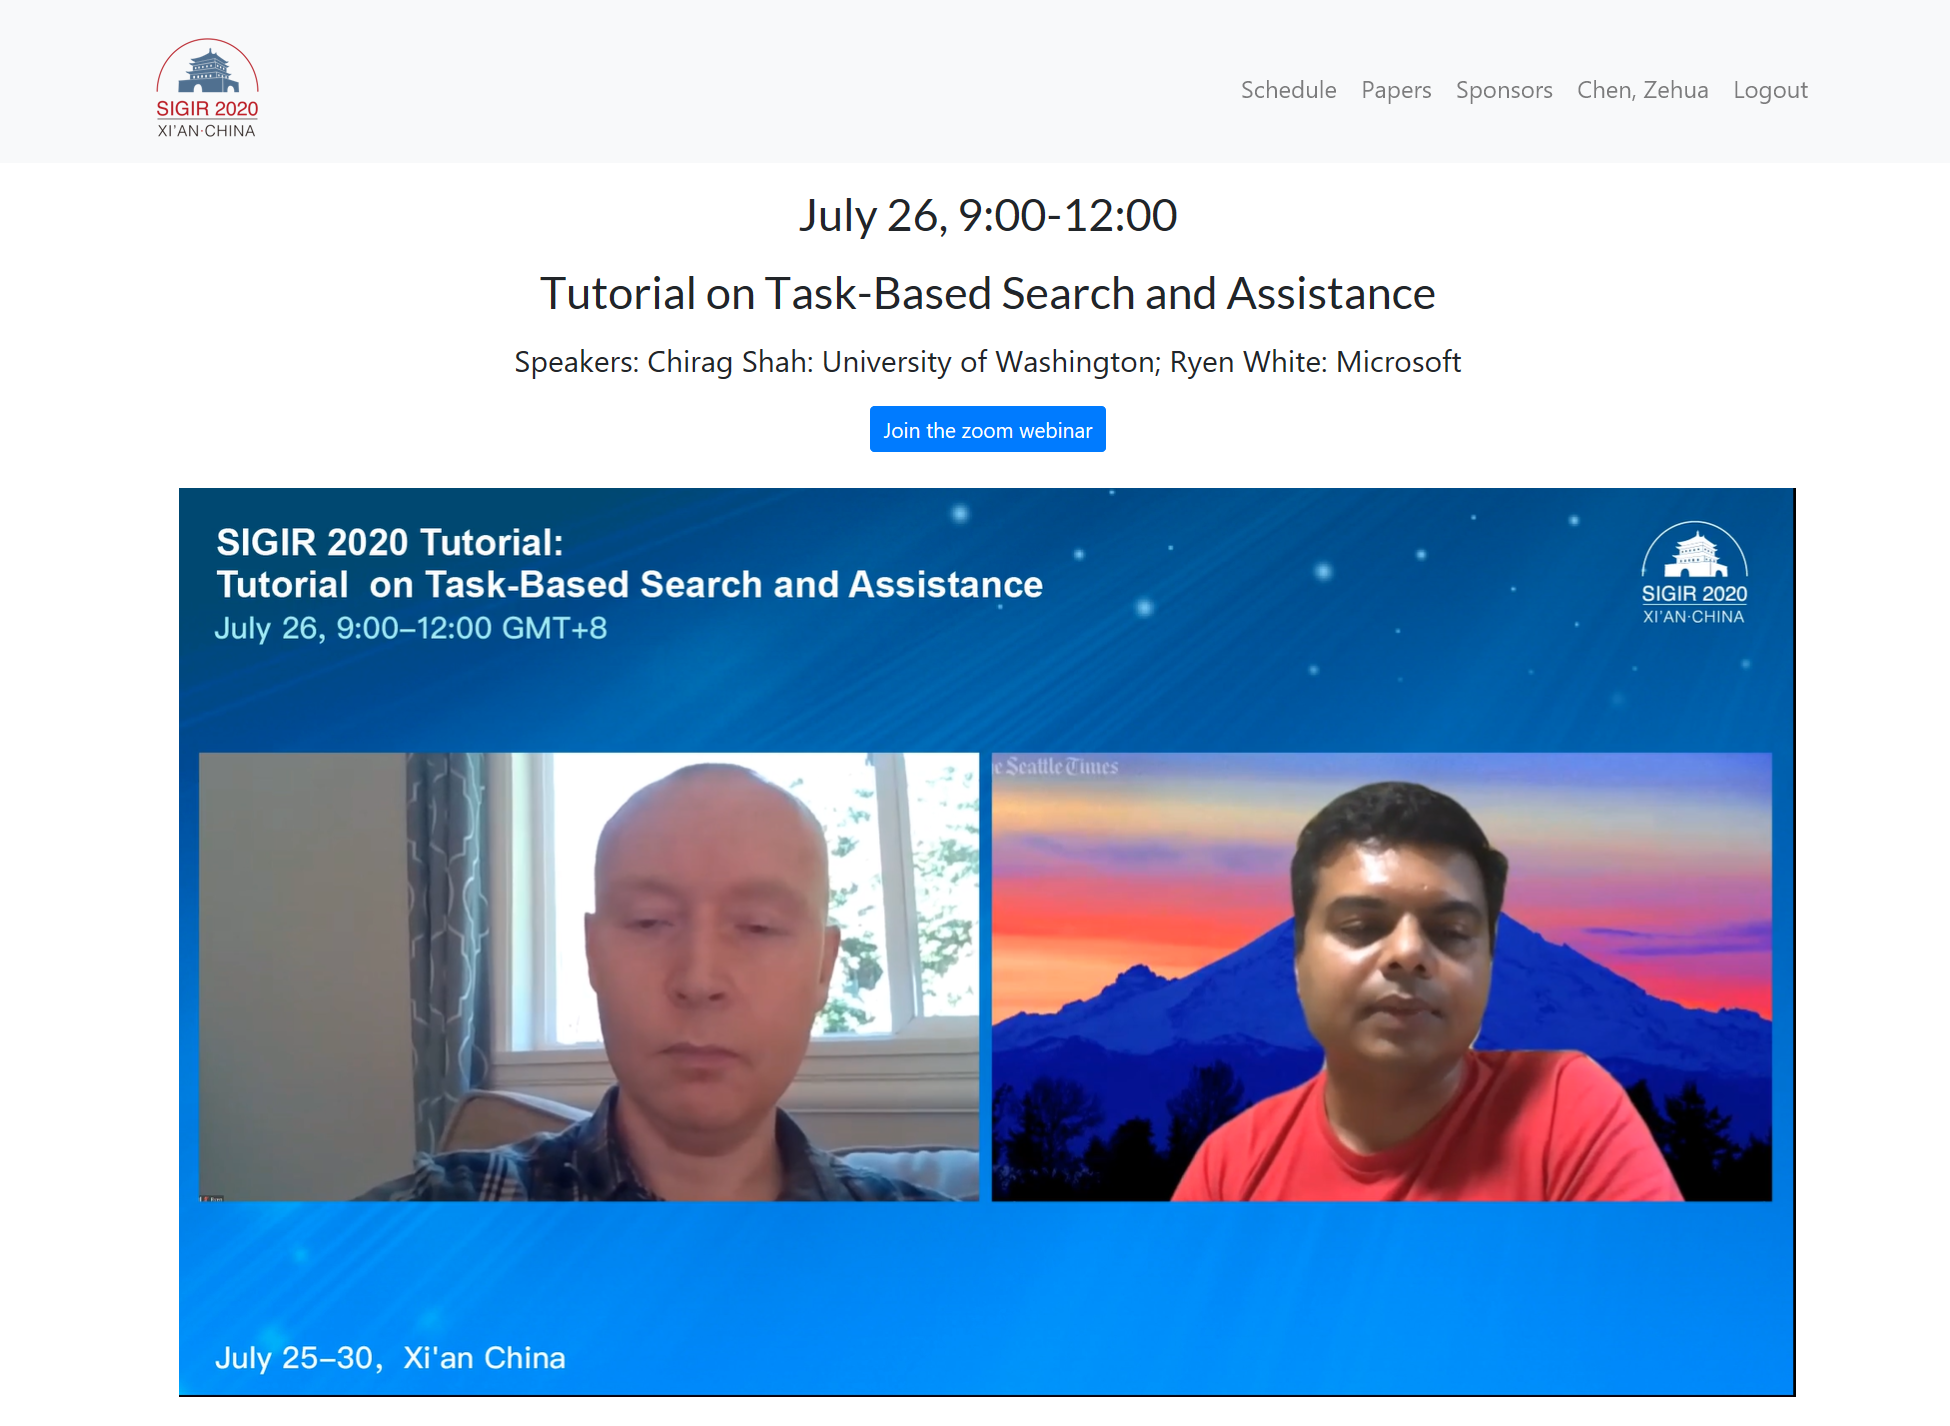 SIGIR 2020
XI'AN·CHINA
Schedule Papers Sponsors Chen, Zehua Logout
July 26, 9:00-12:00
Tutorial on Task-Based Search and Assistance
Speakers: Chirag Shah: University of Washington; Ryen White: Microsoft
Join the zoom webinar
SIGIR 2020 Tutorial:
Tutorial on Task-Based Search and Assistance
July 26, 9:00–12:00 GMT+8
SIGIR 2020
XI'AN·CHINA
e Seattle Times
Ryen
July 25–30, Xi'an China